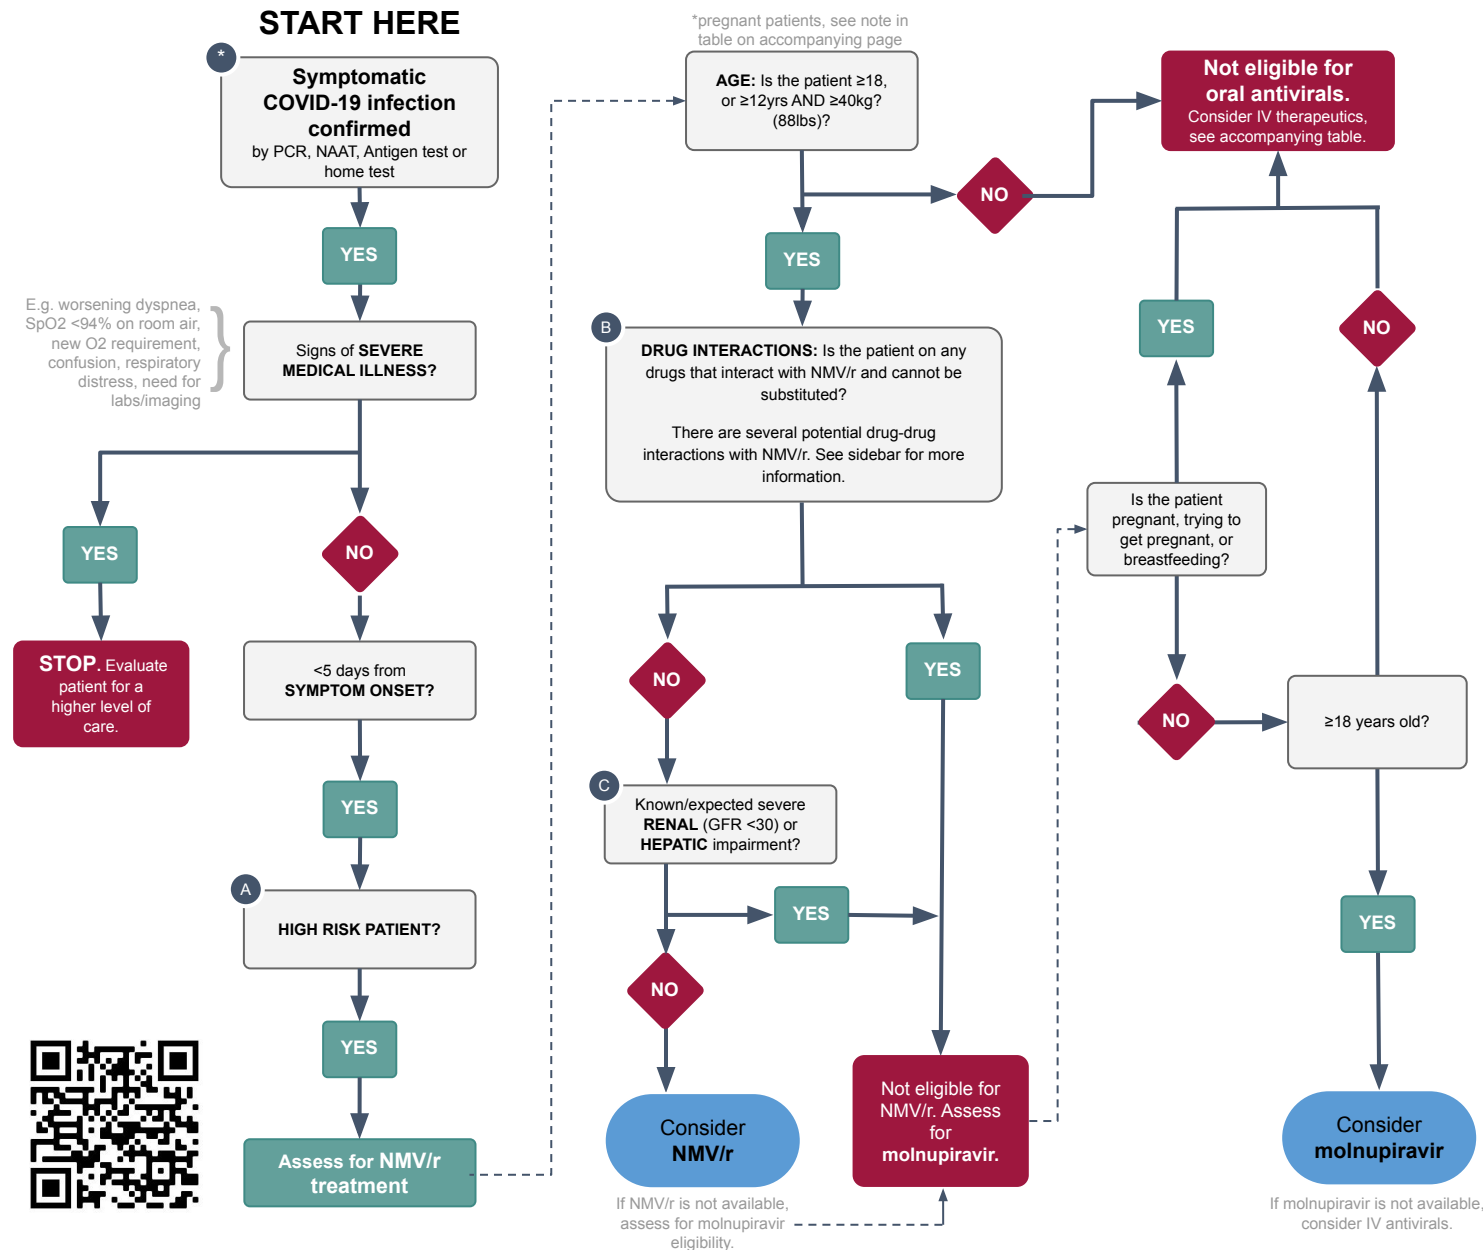 START HERE
*
Symptomatic
COVID-19 infection
confirmed
by PCR, NAAT, Antigen test or
home test
YES
E.g. worsening dyspnea,
SpO2 <94% on room air,
new O2 requirement,
confusion, respiratory
distress, need for
labs/imaging
Signs of SEVERE
MEDICAL ILLNESS?
YES
NO
STOP. Evaluate
patient for a
higher level of
care.
<5 days from
SYMPTOM ONSET?
YES
A
HIGH RISK PATIENT?
YES
Assess for NMV/r
treatment
*pregnant patients, see note in
table on accompanying page
AGE: Is the patient ≥18,
or ≥12yrs AND ≥40kg?
(88lbs)?
NO
YES
B
DRUG INTERACTIONS: Is the patient on any
drugs that interact with NMV/r and cannot be
substituted?
There are several potential drug-drug
interactions with NMV/r. See sidebar for more
information.
NO
YES
C
Known/expected severe
RENAL (GFR <30) or
HEPATIC impairment?
YES
NO
Consider
NMV/r
If NMV/r is not available,
assess for molnupiravir
eligibility.
Not eligible for
NMV/r. Assess
for
molnupiravir.
Not eligible for
oral antivirals.
Consider IV therapeutics,
see accompanying table.
YES
NO
Is the patient
pregnant, trying to
get pregnant, or
breastfeeding?
NO
≥18 years old?
YES
Consider
molnupiravir
If molnupiravir is not available,
consider IV antivirals.